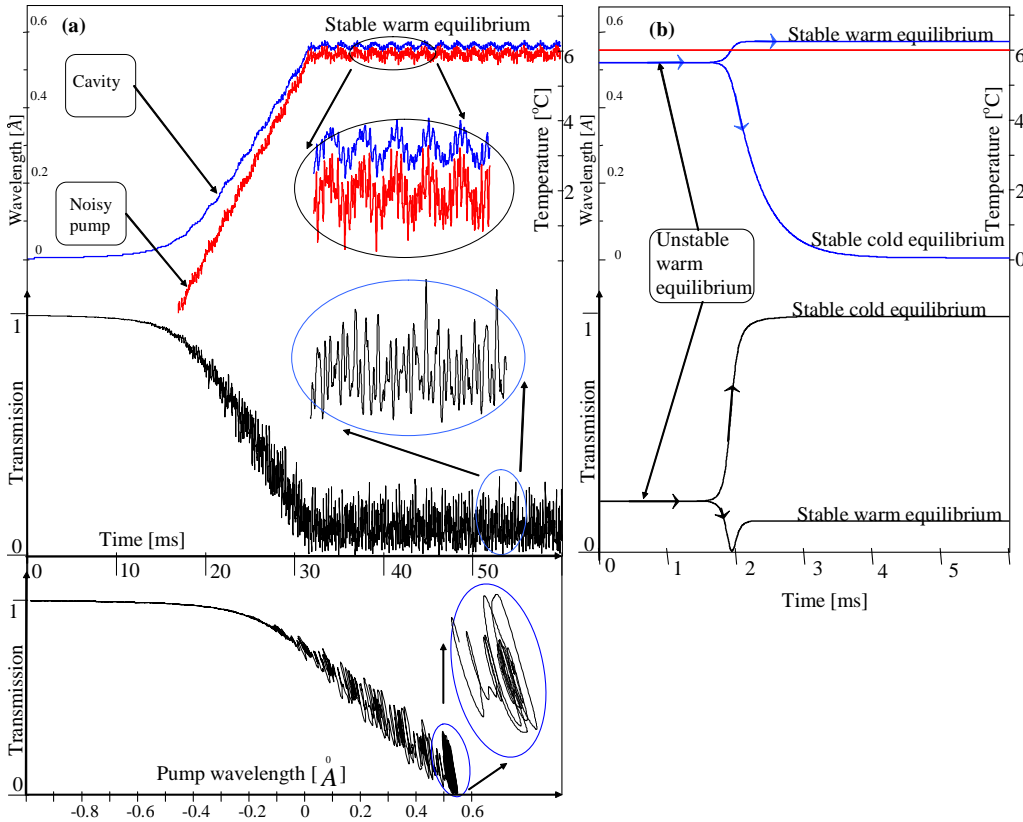 (a)
Stable warm equilibrium
0.6
0.4
0.2
0
Wavelength [Å]
6
4
2
0
Temperature [°C]
Cavity
Noisy
pump
1
0
Transmission
Time [ms]
0
10
20
30
40
50
1
0
Transmission
Pump wavelength [Å]
-0.8
-0.6
-0.4
-0.2
0
0.2
0.4
0.6
(b)
Stable warm equilibrium
0.6
0.4
0.2
0
Wavelength [Å]
6
4
2
0
Temperature [°C]
Stable cold equilibrium
Unstable
warm
equilibrium
Stable cold equilibrium
1
0
Transmission
Stable warm equilibrium
0
1
2
3
4
5
Time [ms]